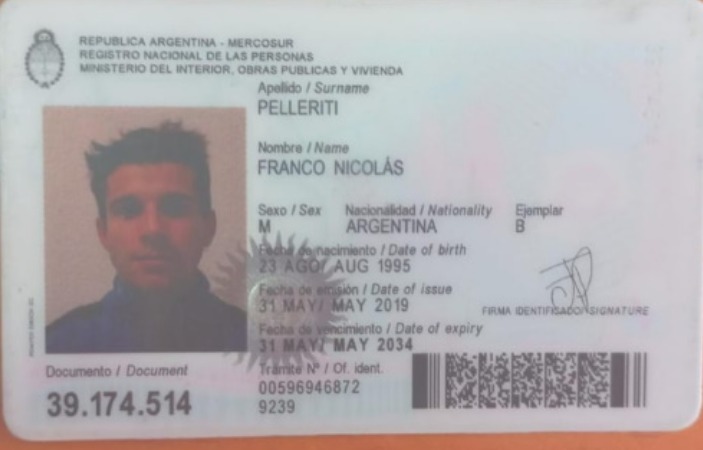 REPUBLICA ARGENTINA - MERCOSUR
REGISTRO NACIONAL DE LAS PERSONAS
MINISTERIO DEL INTERIOR, OBRAS PUBLICAS Y VIVIENDA
Apellido / Surname
PELLERITI
Nombre / Name
FRANCO NICOLÁS
Sexo / Sex Nacionalidad / Nationality Ejemplar
M ARGENTINA B
Fecha de nacimiento / Date of birth
23 AGO/ AUG 1995
Fecha de emisión / Date of issue
31 MAY/ MAY 2019
FIRMA IDENTIFICADO/ SIGNATURE
Fecha de vencimiento / Date of expiry
31 MAY/ MAY 2034
Documento / Document
39.174.514
Trámite Nº / Of. ident.
00596946872
9239